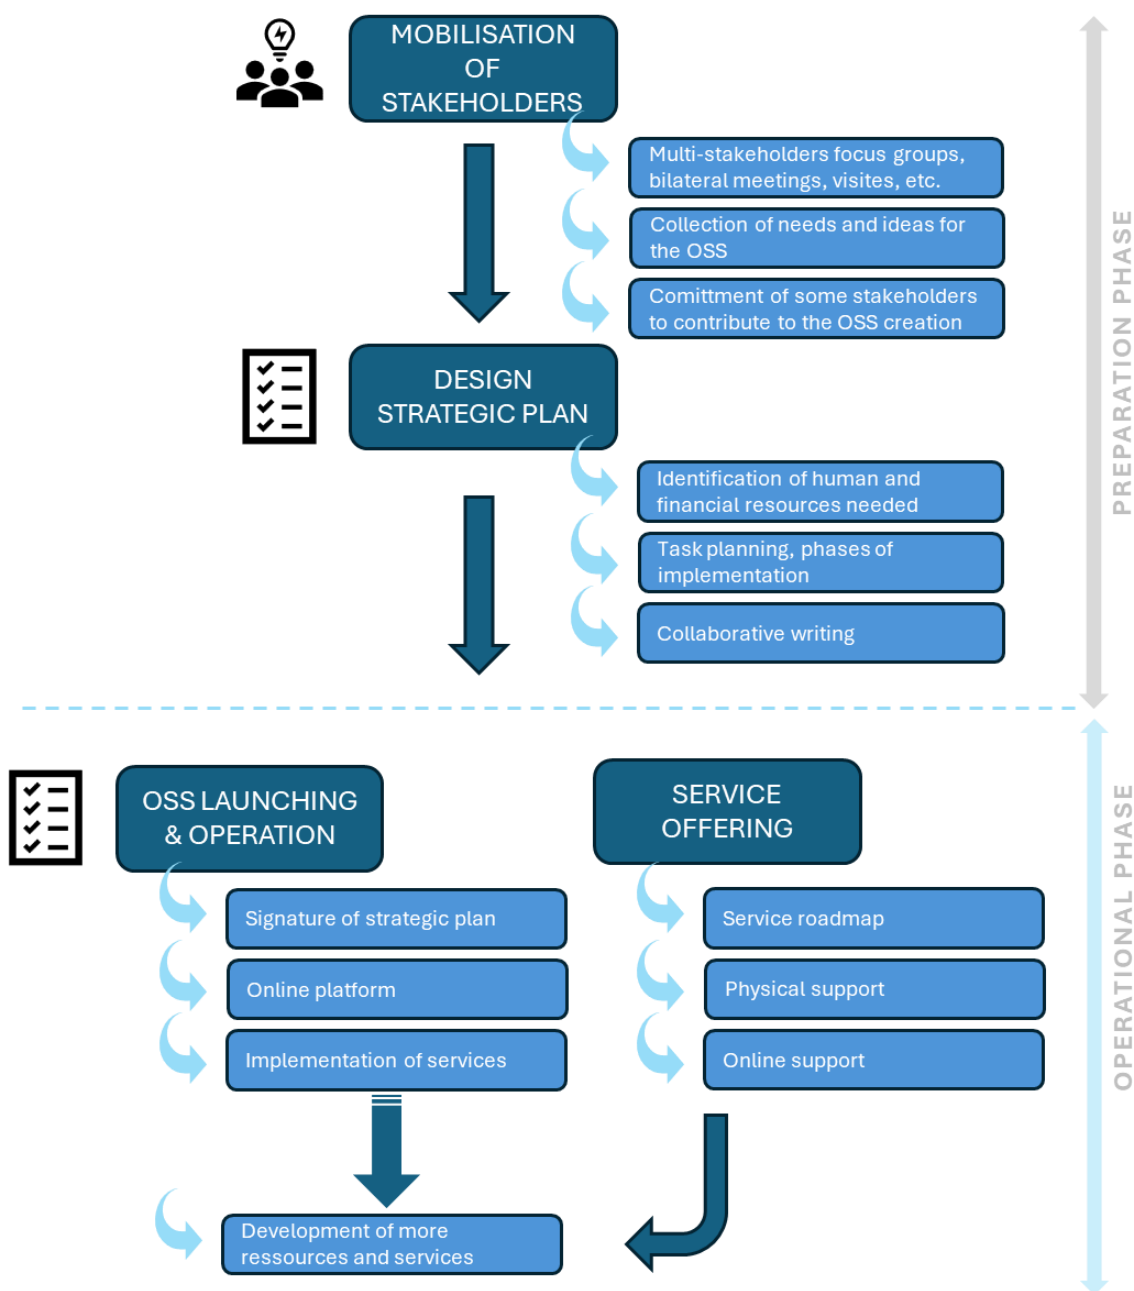 MOBILISATION
OF
STAKEHOLDERS
Multi-stakeholders focus groups,
bilateral meetings, visites, etc.
Collection of needs and ideas for
the OSS
Comittment of some stakeholders
to contribute to the OSS creation
DESIGN
STRATEGIC PLAN
Identification of human and
financial resources needed
Task planning, phases of
implementation
Collaborative writing
PREPARATION PHASE
OSS LAUNCHING
& OPERATION
Signature of strategic plan
Online platform
Implementation of services
Development of more
ressources and services
SERVICE
OFFERING
Service roadmap
Physical support
Online support
OPERATIONAL PHASE